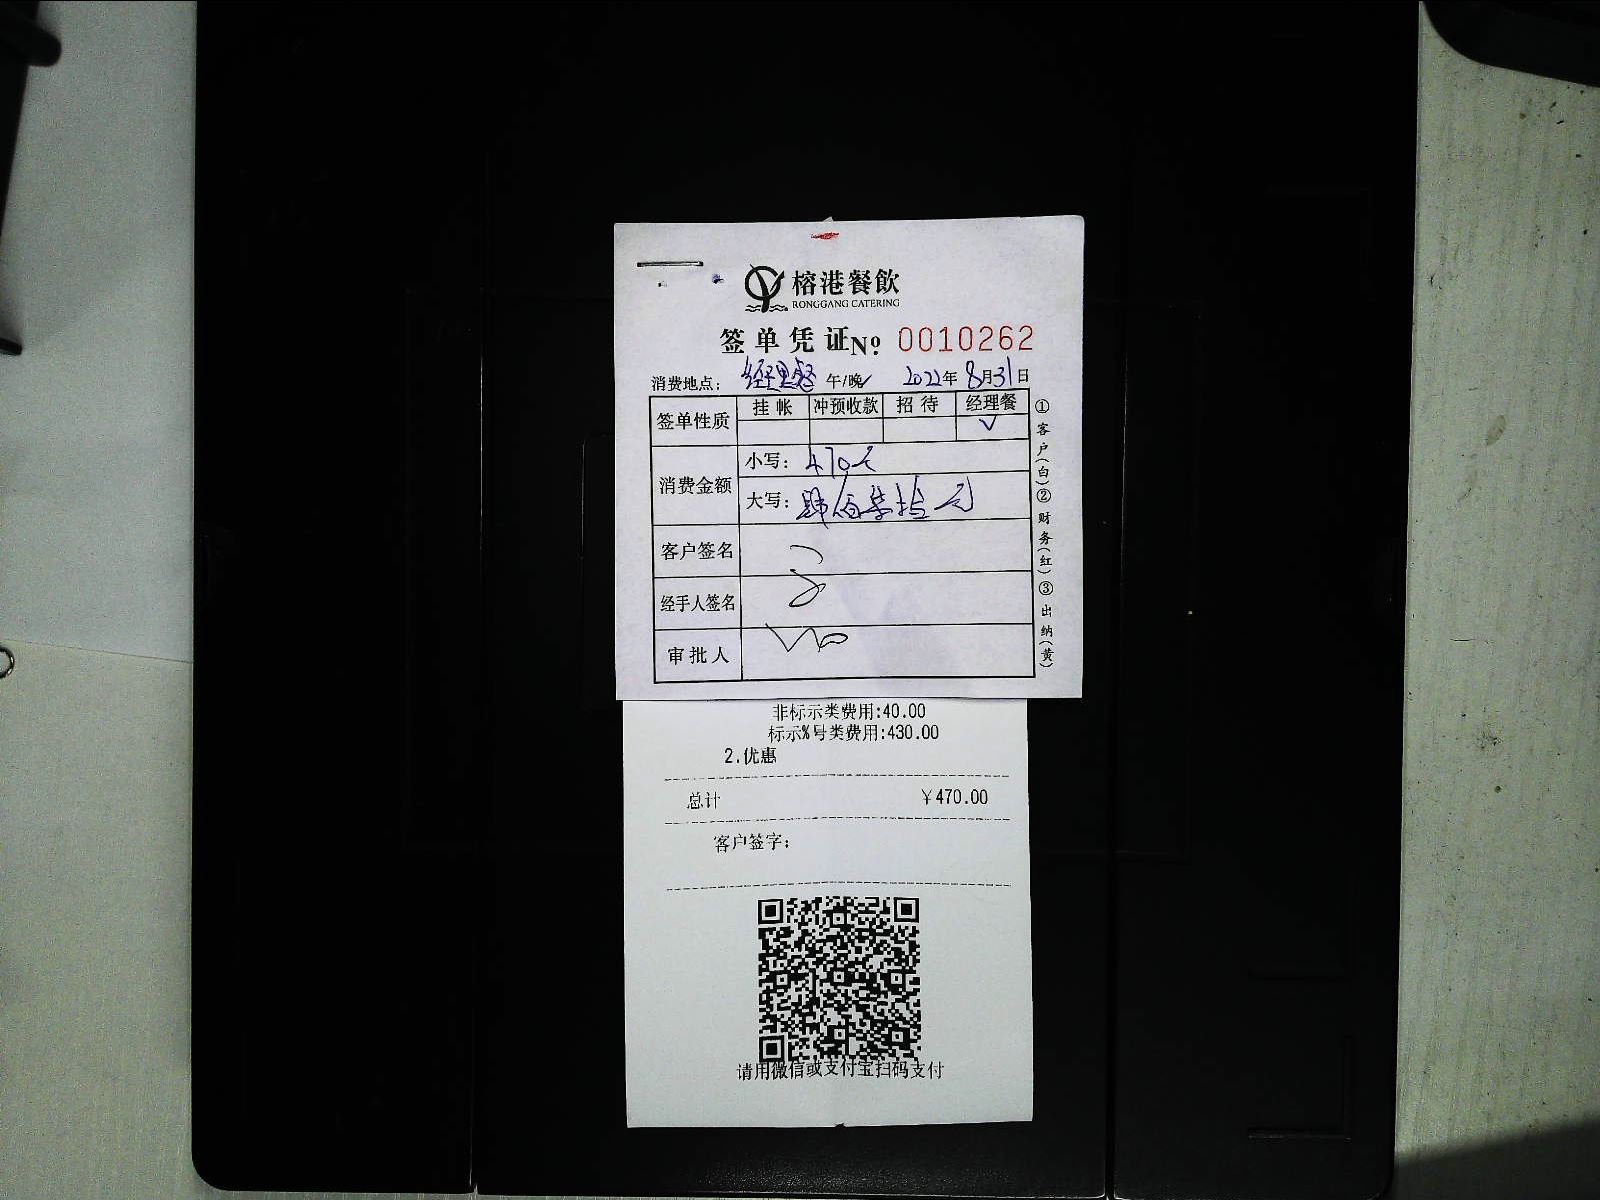 榕港餐飲
RONGGANG CATERING
签单凭证 No 0010262
消费地点： 经理餐 午/晚 2022年 8月31日
签单性质 挂帐 冲预收款 招待 经理餐
√
消费金额
小写： 470元
大写： 肆佰柒拾元
客户签名
经手人签名
审批人
①客户(白)②财务(红)③出纳(黄)
非标示类费用:40.00
标示%号类费用:430.00
2.优惠
总计 ￥470.00
客户签字:
请用微信或支付宝扫码支付